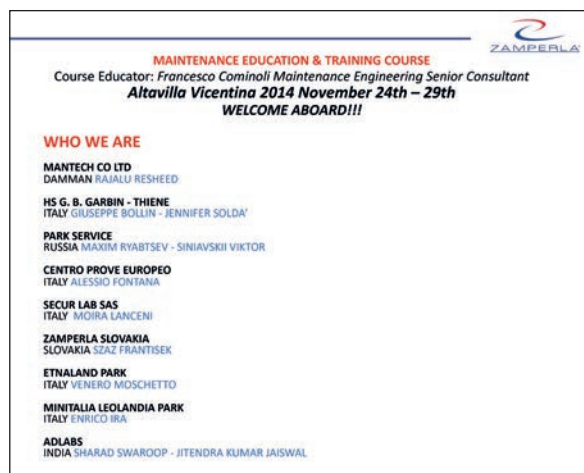 ZAMPERLA
MAINTENANCE EDUCATION & TRAINING COURSE
Course Educator: Francesco Cominoli Maintenance Engineering Senior Consultant
Altavilla Vicentina 2014 November 24th – 29th
WELCOME ABOARD!!!
WHO WE ARE
MANTECH CO LTD
DAMMAN RAJALU RESHEED
HS G. B. GARBIN - THIENE
ITALY GIUSEPPE BOLLIN - JENNIFER SOLDA'
PARK SERVICE
RUSSIA MAXIM RYABTSEV - SINIAVSKII VIKTOR
CENTRO PROVE EUROPEO
ITALY ALESSIO FONTANA
SECUR LAB SAS
ITALY MOIRA LANCENI
ZAMPERLA SLOVAKIA
SLOVAKIA SZAZ FRANTIŠEK
ETNALAND PARK
ITALY VENERO MOSCHETTO
MINITALIA LEOLANDIA PARK
ITALY ENRICO IRA
ADLABS
INDIA SHARAD SWAROOP - JITENDRA KUMAR JAISWAL